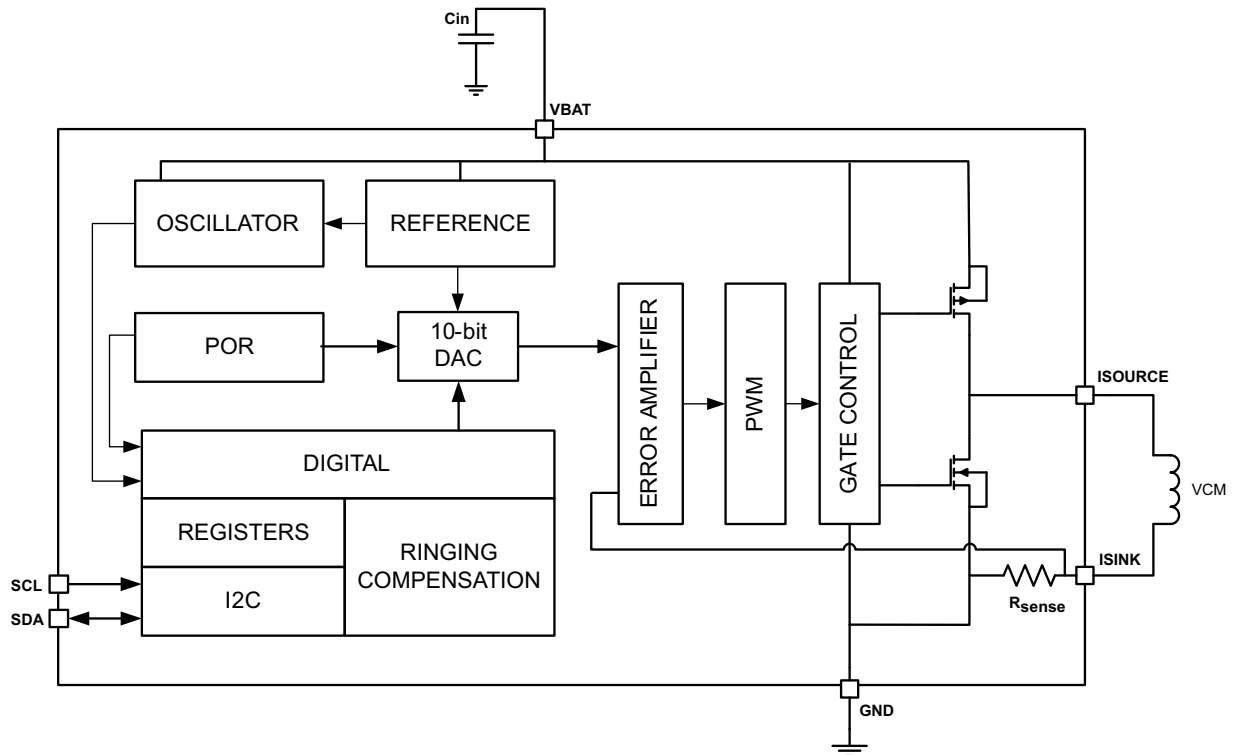 Cin
VBAT
OSCILLATOR
REFERENCE
POR
10-bit
DAC
ERROR AMPLIFIER
PWM
GATE CONTROL
ISOURCE
VCM
ISINK
Rsense
DIGITAL
REGISTERS
RINGING
COMPENSATION
I2C
SCL
SDA
GND